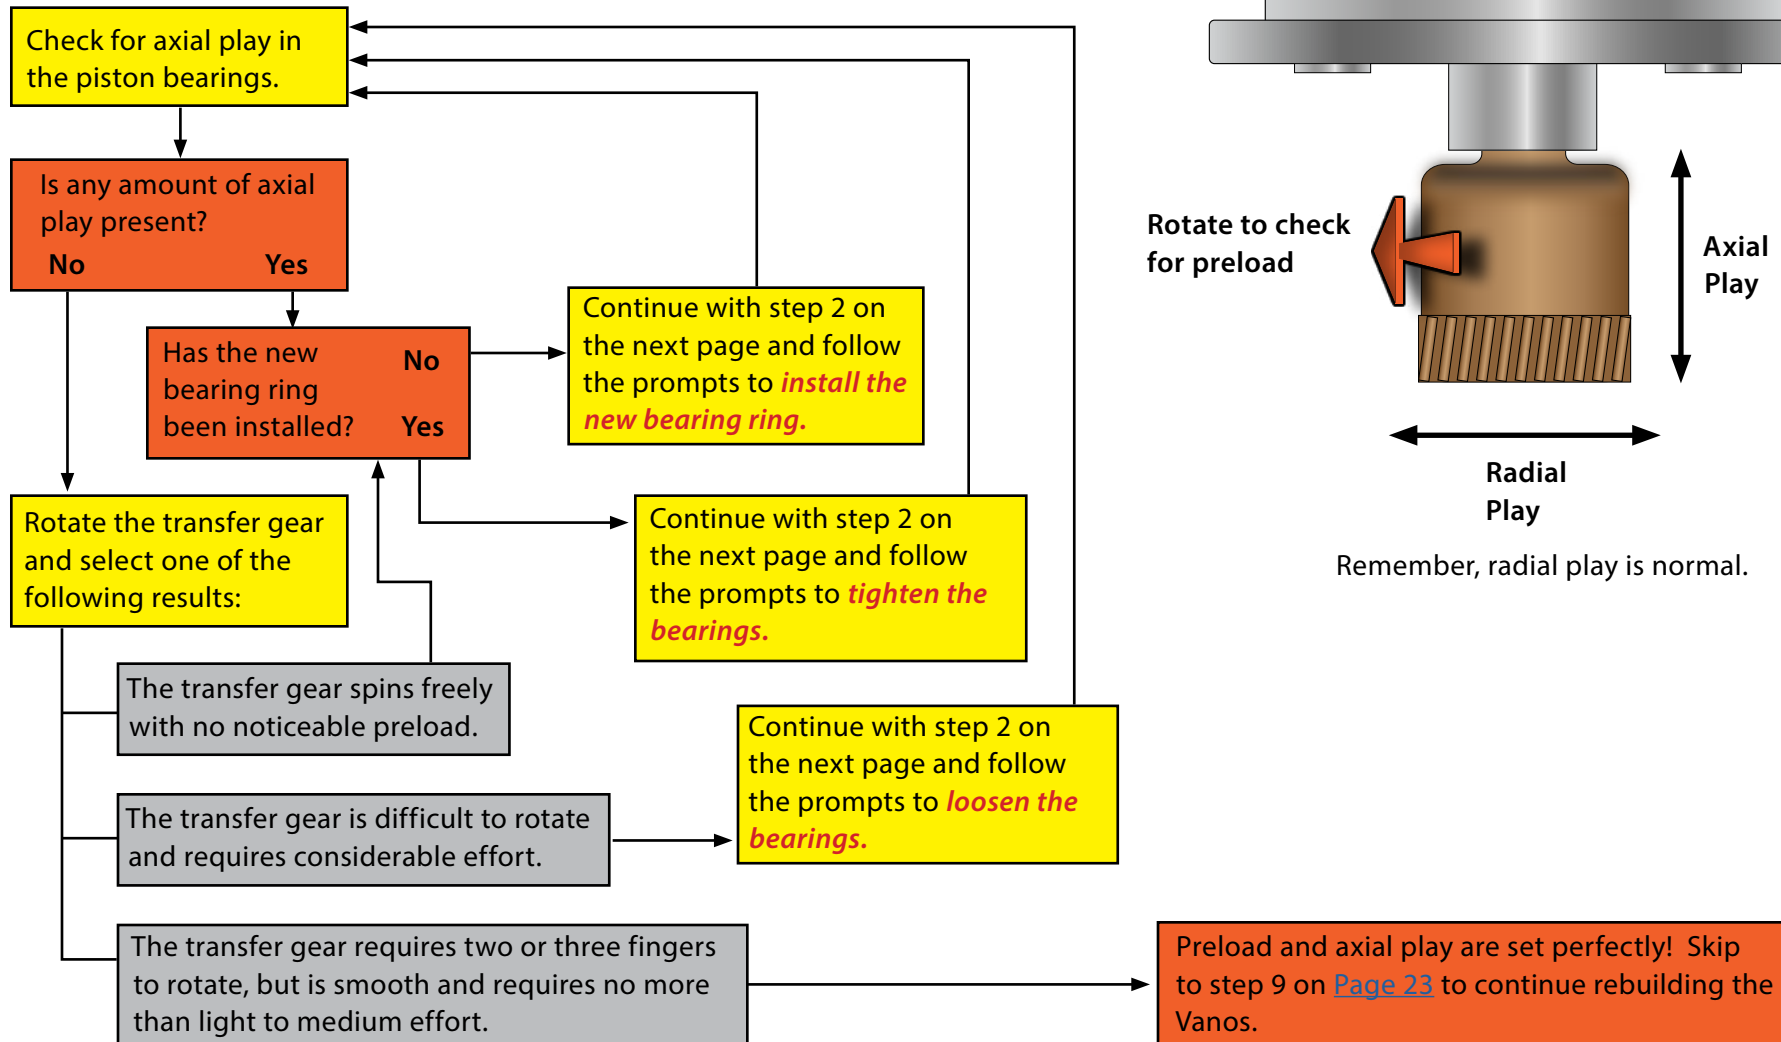 Check for axial play in
the piston bearings.
Is any amount of axial
play present?
No Yes
Has the new
bearing ring
been installed?
No
Yes
Continue with step 2 on
the next page and follow
the prompts to install the
new bearing ring.
Rotate the transfer gear
and select one of the
following results:
Continue with step 2 on
the next page and follow
the prompts to tighten the
bearings.
The transfer gear spins freely
with no noticeable preload.
Continue with step 2 on
the next page and follow
the prompts to loosen the
bearings.
The transfer gear is difficult to rotate
and requires considerable effort.
The transfer gear requires two or three fingers
to rotate, but is smooth and requires no more
than light to medium effort.
Preload and axial play are set perfectly! Skip
to step 9 on Page 23 to continue rebuilding the
Vanos.
Rotate to check
for preload
Axial
Play
Radial
Play
Remember, radial play is normal.